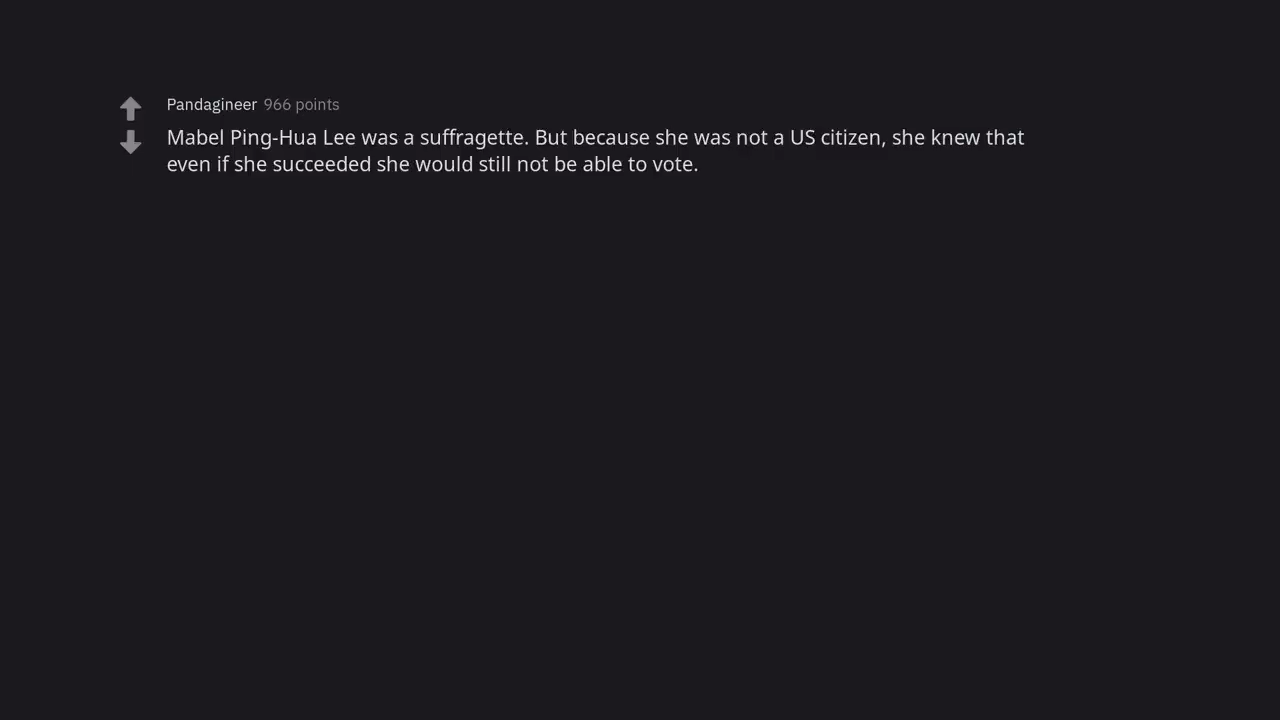 Pandagineer 966 points
Mabel Ping-Hua Lee was a suffragette. But because she was not a US citizen, she knew that
even if she succeeded she would still not be able to vote.